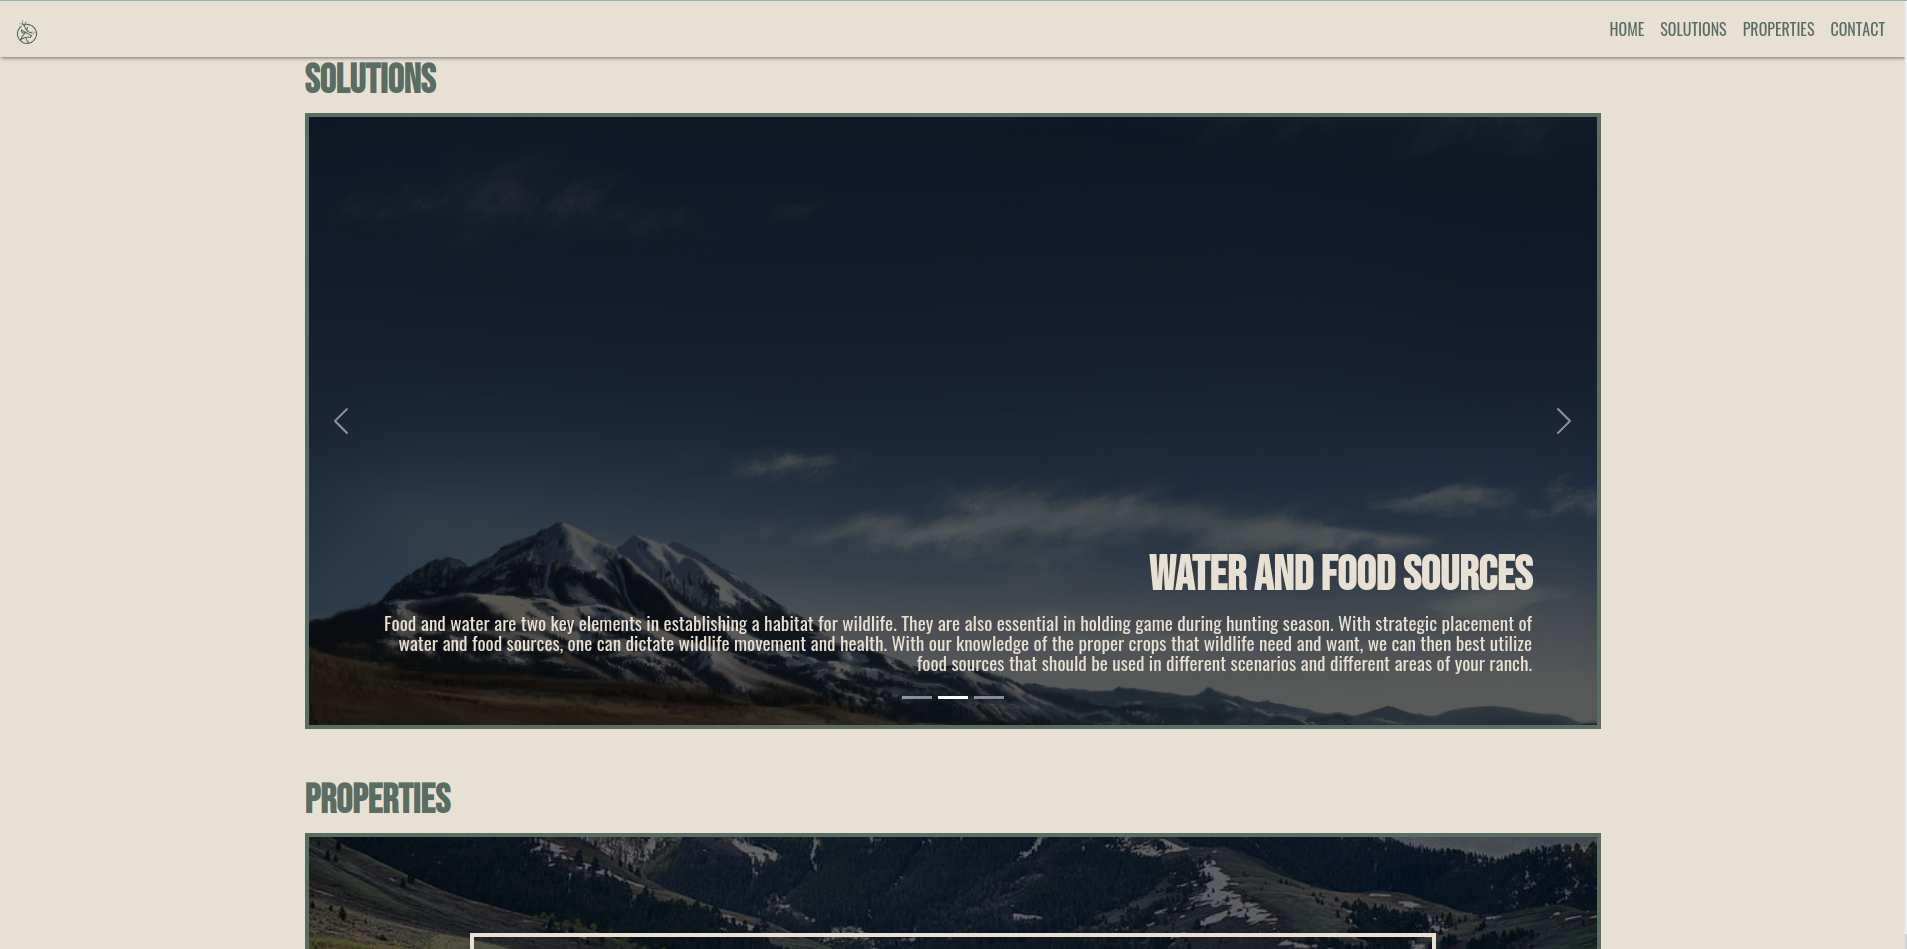 HOME SOLUTIONS PROPERTIES CONTACT
SOLUTIONS
WATER AND FOOD SOURCES
Food and water are two key elements in establishing a habitat for wildlife. They are also essential in holding game during hunting season. With strategic placement of
water and food sources, one can dictate wildlife movement and health. With our knowledge of the proper crops that wildlife need and want, we can then best utilize
food sources that should be used in different scenarios and different areas of your ranch.
PROPERTIES